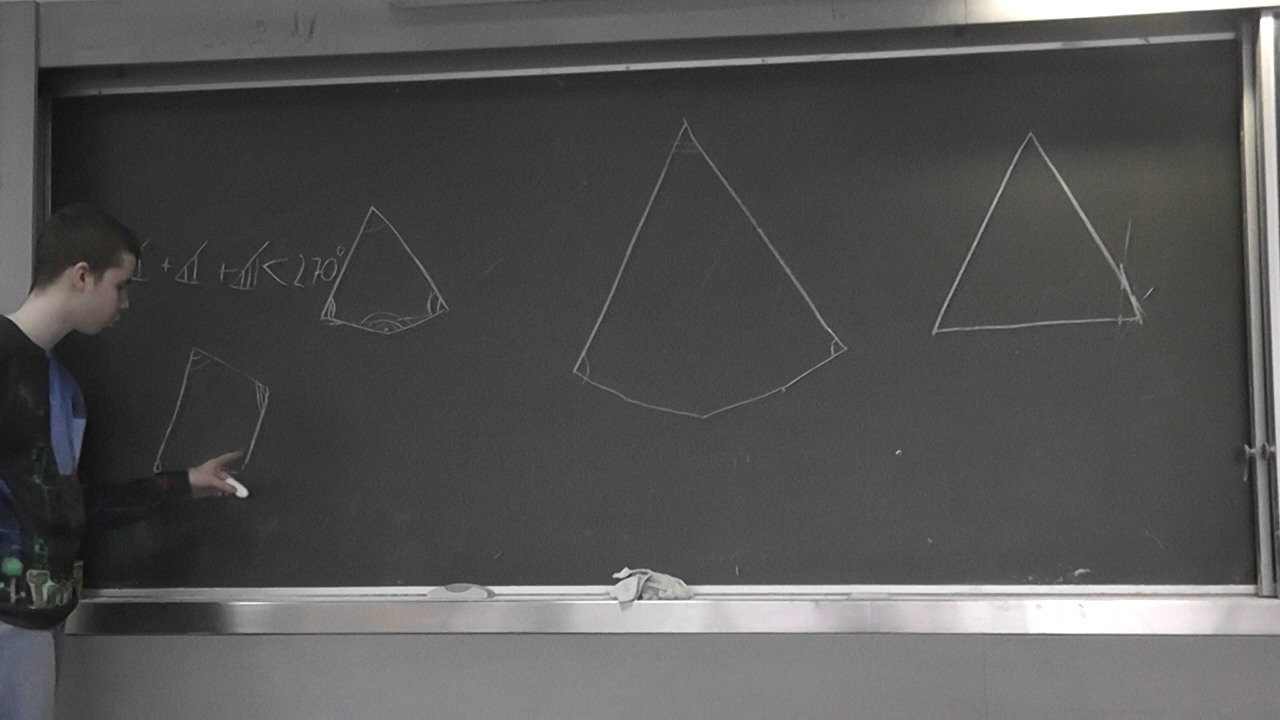 ∠ + ∠ + ∠ < 270°